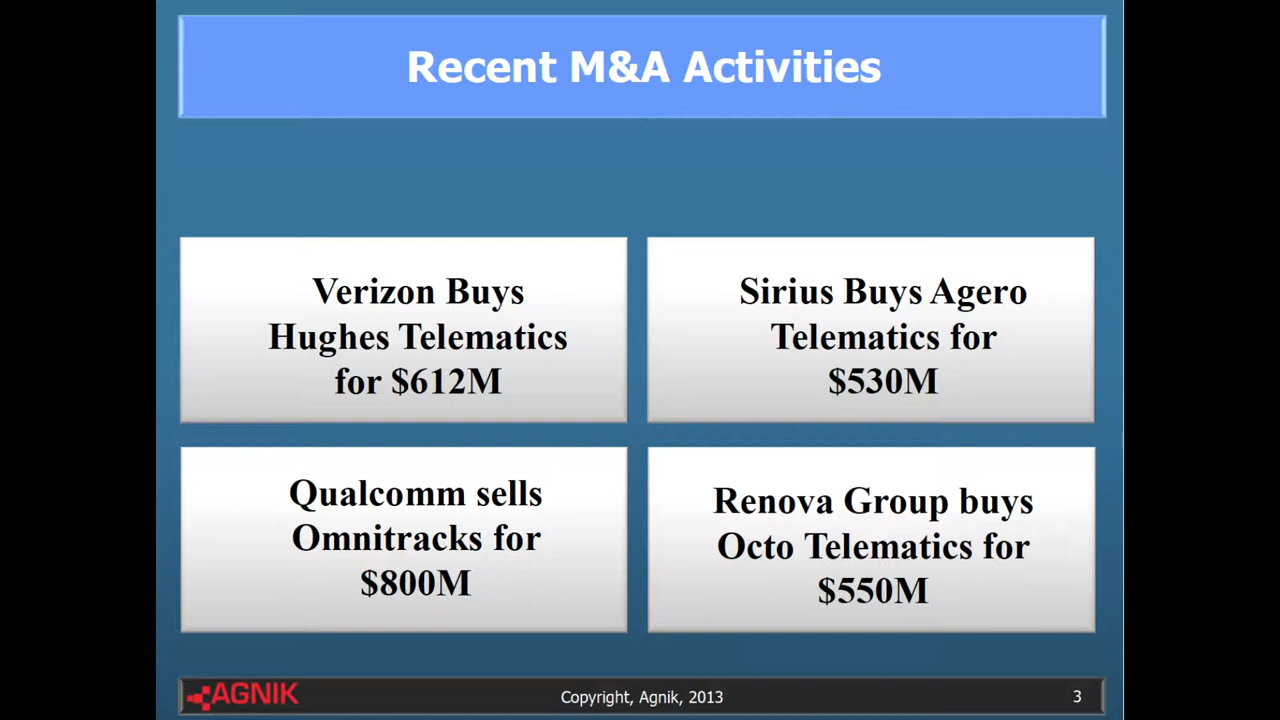 Recent M&A Activities
Verizon Buys
Hughes Telematics
for $612M
Sirius Buys Agero
Telematics for
$530M
Qualcomm sells
Omnitracks for
$800M
Renova Group buys
Octo Telematics for
$550M
AGNIK
Copyright, Agnik, 2013
3